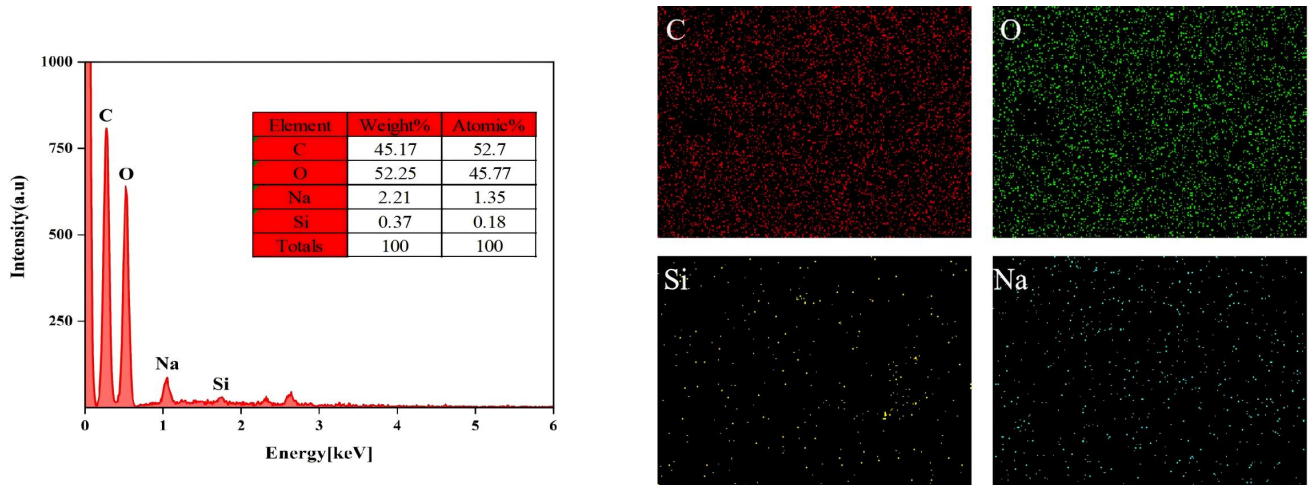 1000
750
500
250
Intensity(a.u)
C
O
Na
Si
0 1 2 3 4 5 6
Energy[keV]
Element Weight% Atomic%
C 45.17 52.7
O 52.25 45.77
Na 2.21 1.35
Si 0.37 0.18
Totals 100 100
C
O
Si
Na